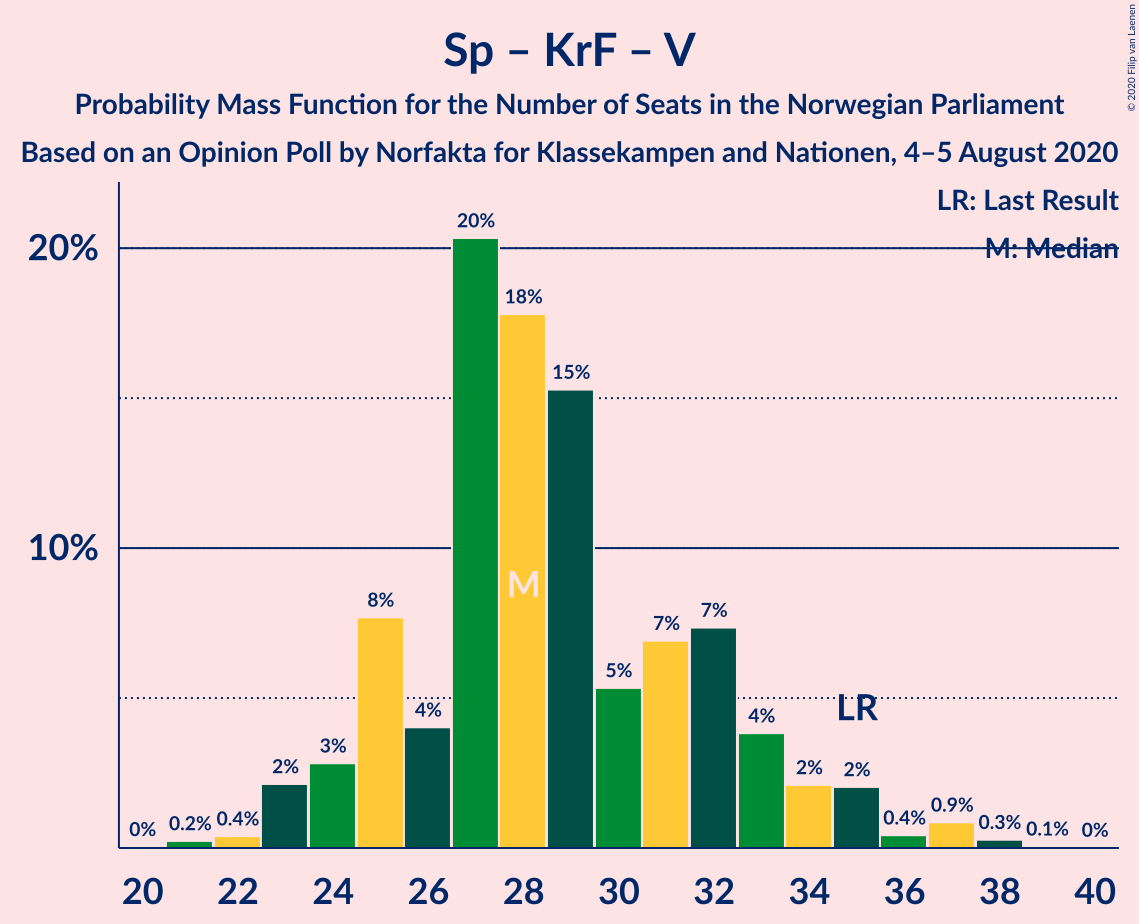 Sp – KrF – V
Probability Mass Function for the Number of Seats in the Norwegian Parliament
Based on an Opinion Poll by Norfakta for Klassekampen and Nationen, 4–5 August 2020
© 2020 Filip van Laenen
LR: Last Result
M: Median
20%
10%
0%
0.2%
0.4%
2%
3%
8%
4%
20%
18%
15%
5%
7%
7%
4%
2%
2%
0.4%
0.9%
0.3%
0.1%
0%
M
LR
20 22 24 26 28 30 32 34 36 38 40